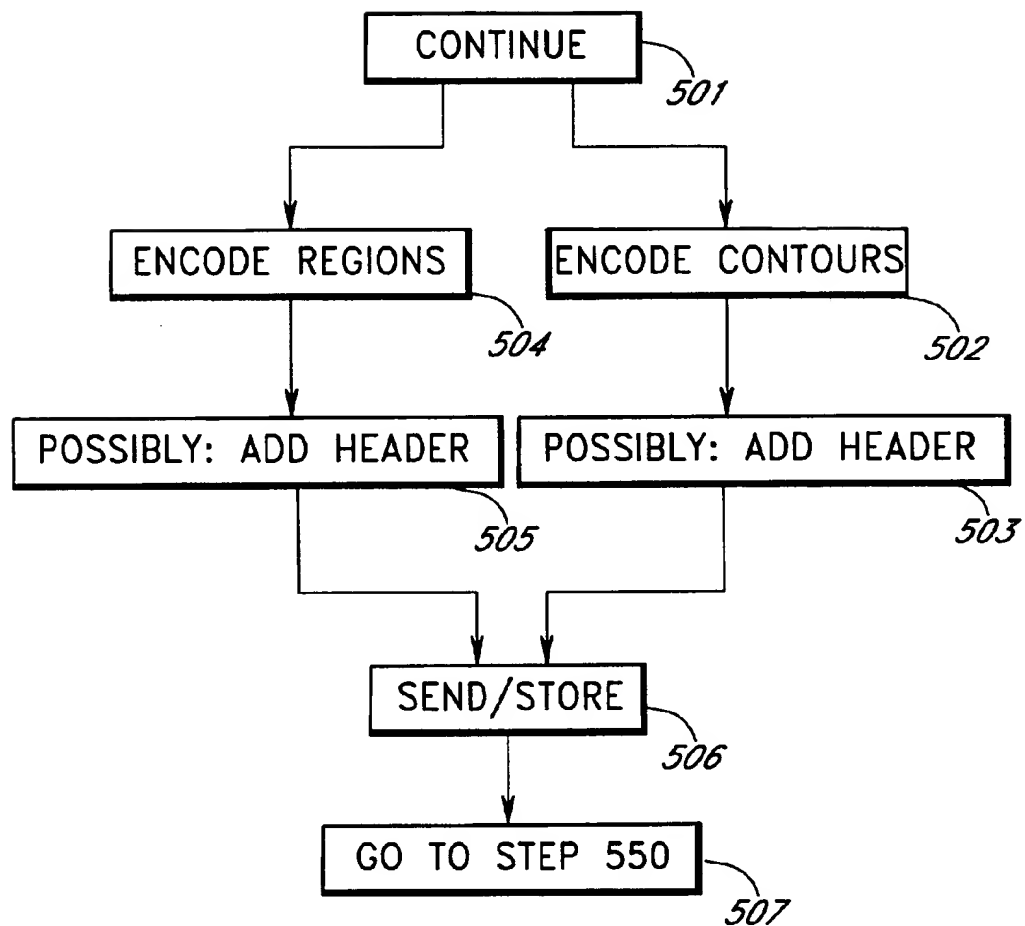 CONTINUE
501
ENCODE REGIONS
504
ENCODE CONTOURS
502
POSSIBLY: ADD HEADER
505
POSSIBLY: ADD HEADER
503
SEND/STORE
506
GO TO STEP 550
507